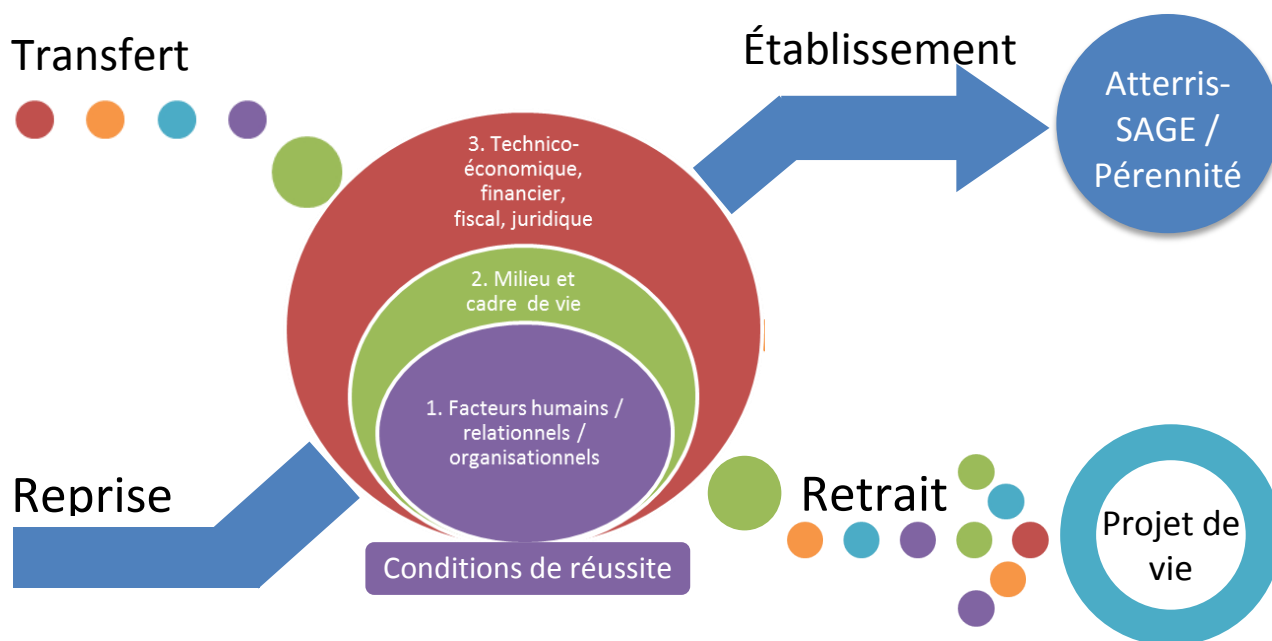 Transfert
Établissement
Atterris-
SAGE /
Pérennité
3. Technico-
économique,
financier,
fiscal, juridique
2. Milieu et
cadre de vie
1. Facteurs humains /
relationnels /
organisationnels
Reprise
Retrait
Projet de
vie
Conditions de réussite